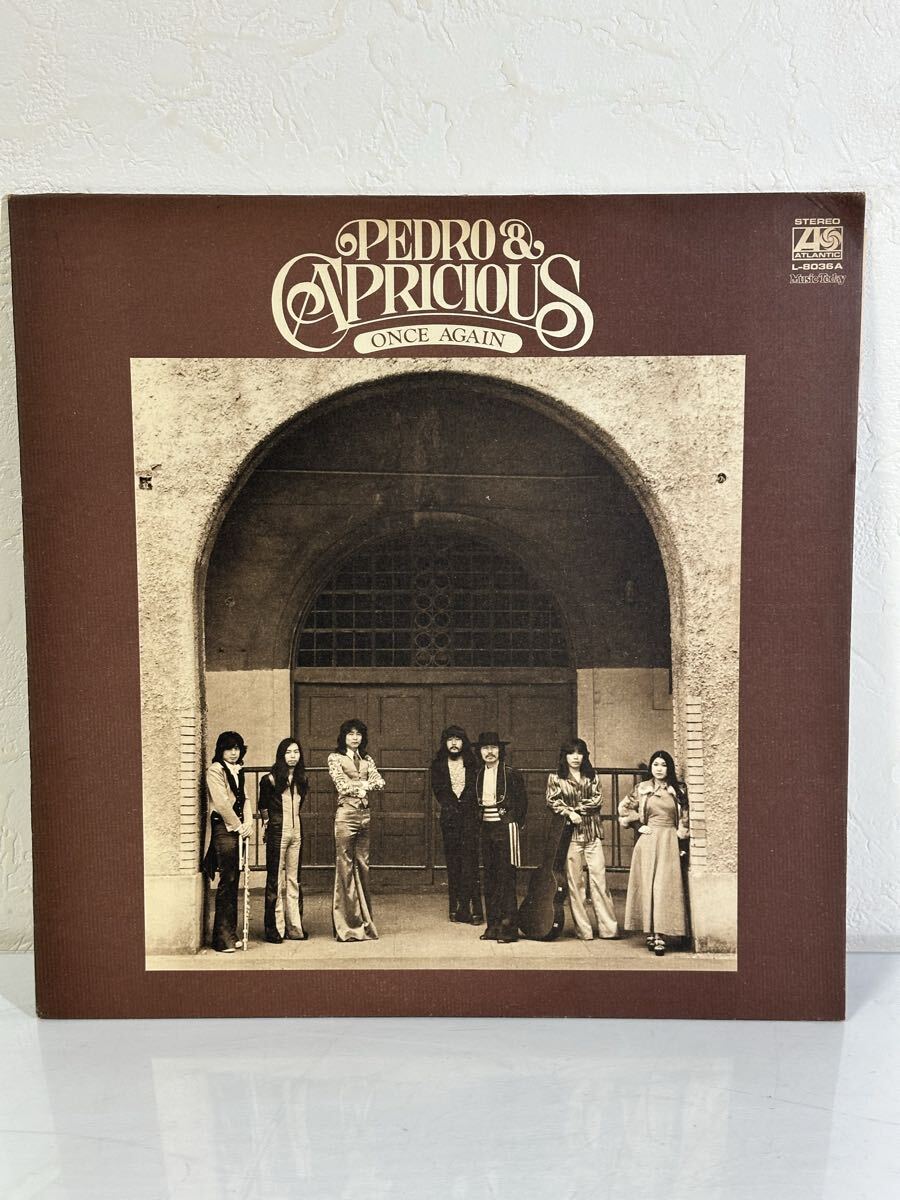 PEDRO &
CAPRICIOUS
ONCE AGAIN
STEREO
ATLANTIC
L-8036A
Music Today